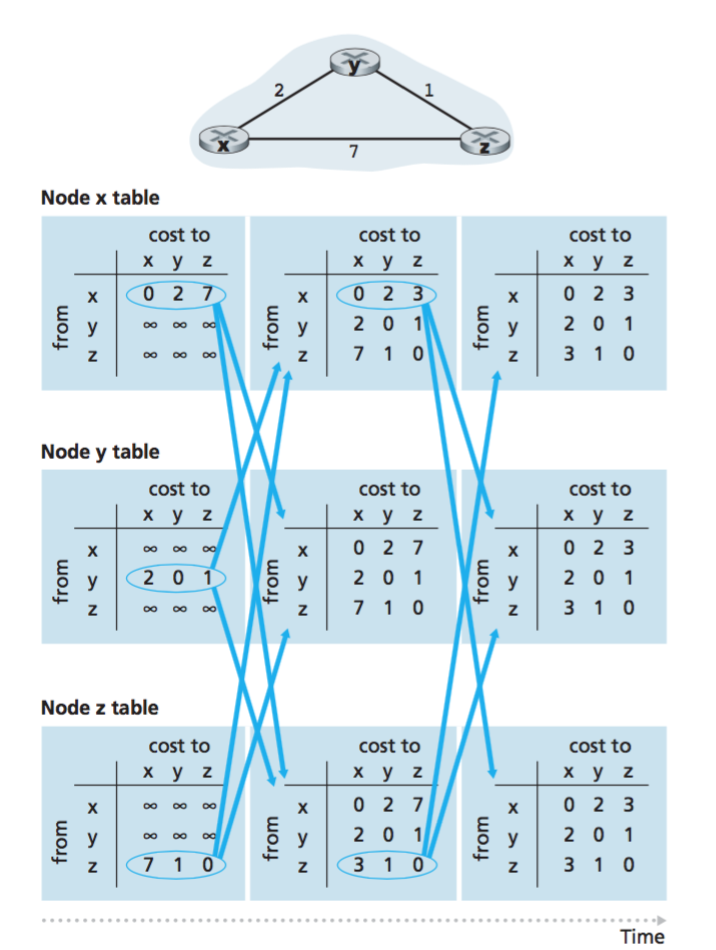 y
2 1
x z
7
Node x table
cost to cost to cost to
x y z x y z x y z
x 0 2 7 x 0 2 3 x 0 2 3
from y ∞ ∞ ∞ from y 2 0 1 from y 2 0 1
z ∞ ∞ ∞ z 7 1 0 z 3 1 0
Node y table
cost to cost to cost to
x y z x y z x y z
x ∞ ∞ ∞ x 0 2 7 x 0 2 3
from y 2 0 1 from y 2 0 1 from y 2 0 1
z ∞ ∞ ∞ z 7 1 0 z 3 1 0
Node z table
cost to cost to cost to
x y z x y z x y z
x ∞ ∞ ∞ x 0 2 7 x 0 2 3
from y ∞ ∞ ∞ from y 2 0 1 from y 2 0 1
z 7 1 0 z 3 1 0 z 3 1 0
Time